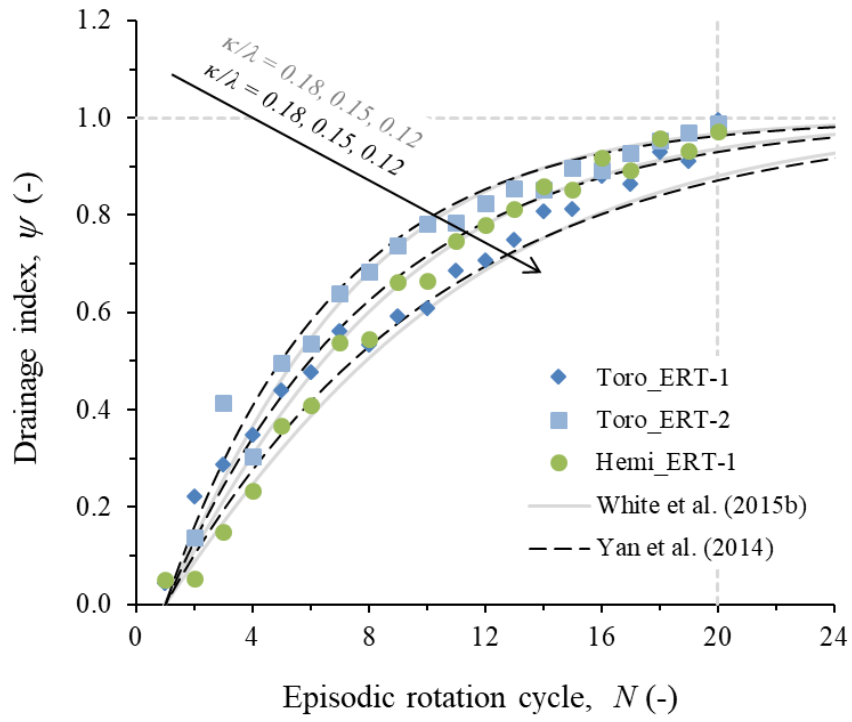 1.2
1.0
0.8
0.6
0.4
0.2
0.0
Drainage index, ψ (-)
κ/λ = 0.18, 0.15, 0.12
κ/λ = 0.18, 0.15, 0.12
Toro_ERT-1
Toro_ERT-2
Hemi_ERT-1
White et al. (2015b)
Yan et al. (2014)
0 4 8 12 16 20 24
Episodic rotation cycle, N (-)